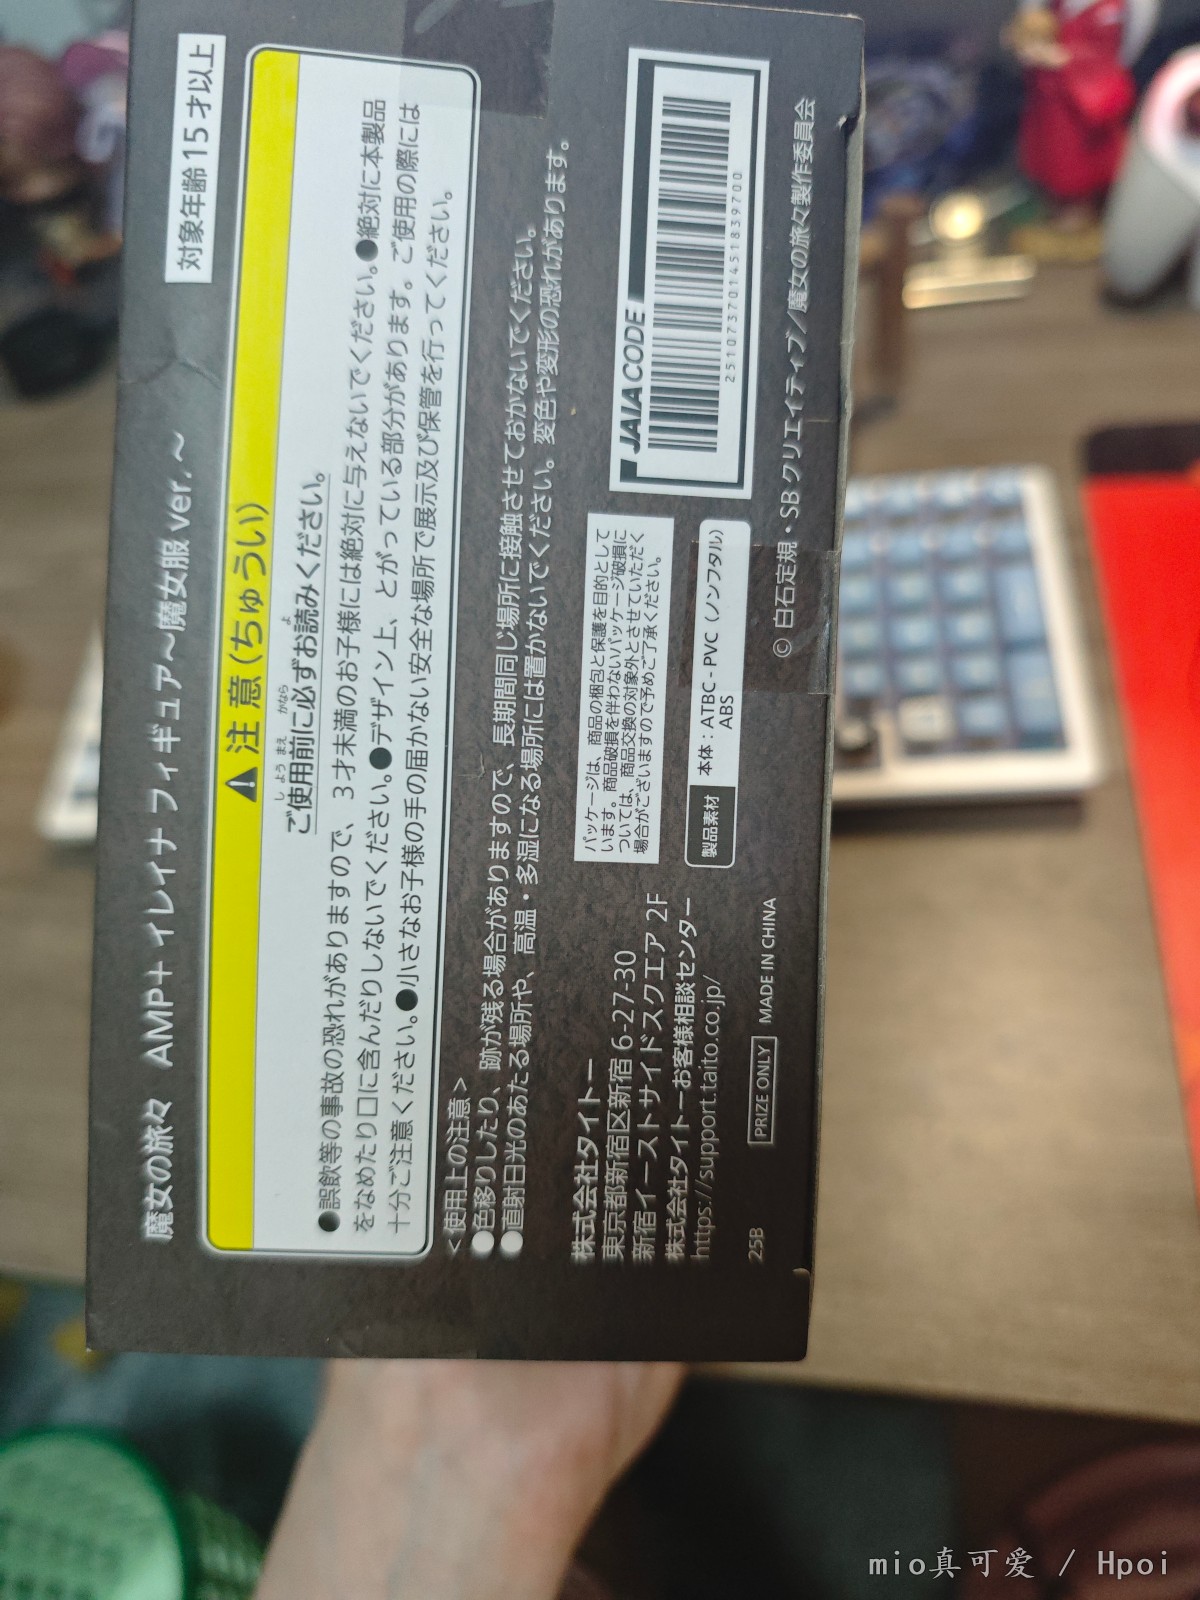 魔女の旅々 AMP+ イレイナ フィギュア～魔女服 ver.～
対象年齢15才以上
⚠注意(ちゅうい)
ご使用前に必ずお読みください。
しようまえ かなら よ
●誤飲等の事故の恐れがありますので、3才未満のお子様には絶対に与えないでください。●絶対に本製品
をなめたり口に含んだりしないでください。●デザイン上、とがっている部分があります。ご使用の際には
十分ご注意ください。●小さなお子様の手の届かない安全な場所で展示及び保管を行ってください。
<使用上の注意>
●色移りしたり、跡が残る場合がありますので、長期間同じ場所に接触させておかないでください。
●直射日光のあたる場所や、高温・多湿になる場所には置かないでください。変色や変形の恐れがあります。
株式会社タイトー
東京都新宿区新宿 6-27-30
新宿イーストサイドスクエア 2F
株式会社タイトーお客様相談センター
https://support.taito.co.jp/
25B
PRIZE ONLY
MADE IN CHINA
パッケージは、商品の梱包と保護を目的として
います。商品破損を伴わないパッケージ破損に
ついては、商品交換の対象外とさせていただく
場合がございますので予めご了承ください。
製品素材
本体：ATBC-PVC（ノンフタル）
ABS
JAIA CODE
251073701451839700
© 白石定規・SBクリエイティブ／魔女の旅々製作委員会
mio真可爱 / Hpoi